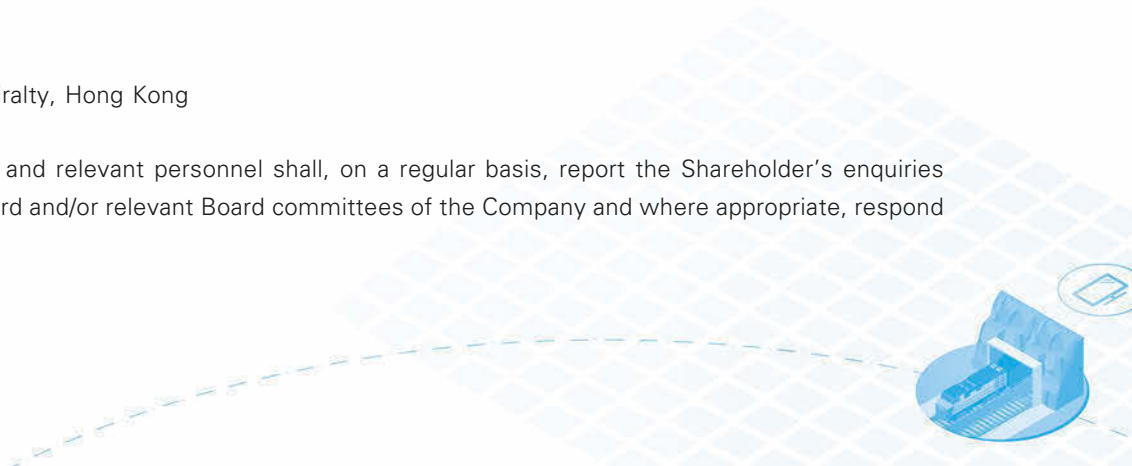 ralty, Hong Kong
and relevant personnel shall, on a regular basis, report the Shareholder's enquiries
rd and/or relevant Board committees of the Company and where appropriate, respond